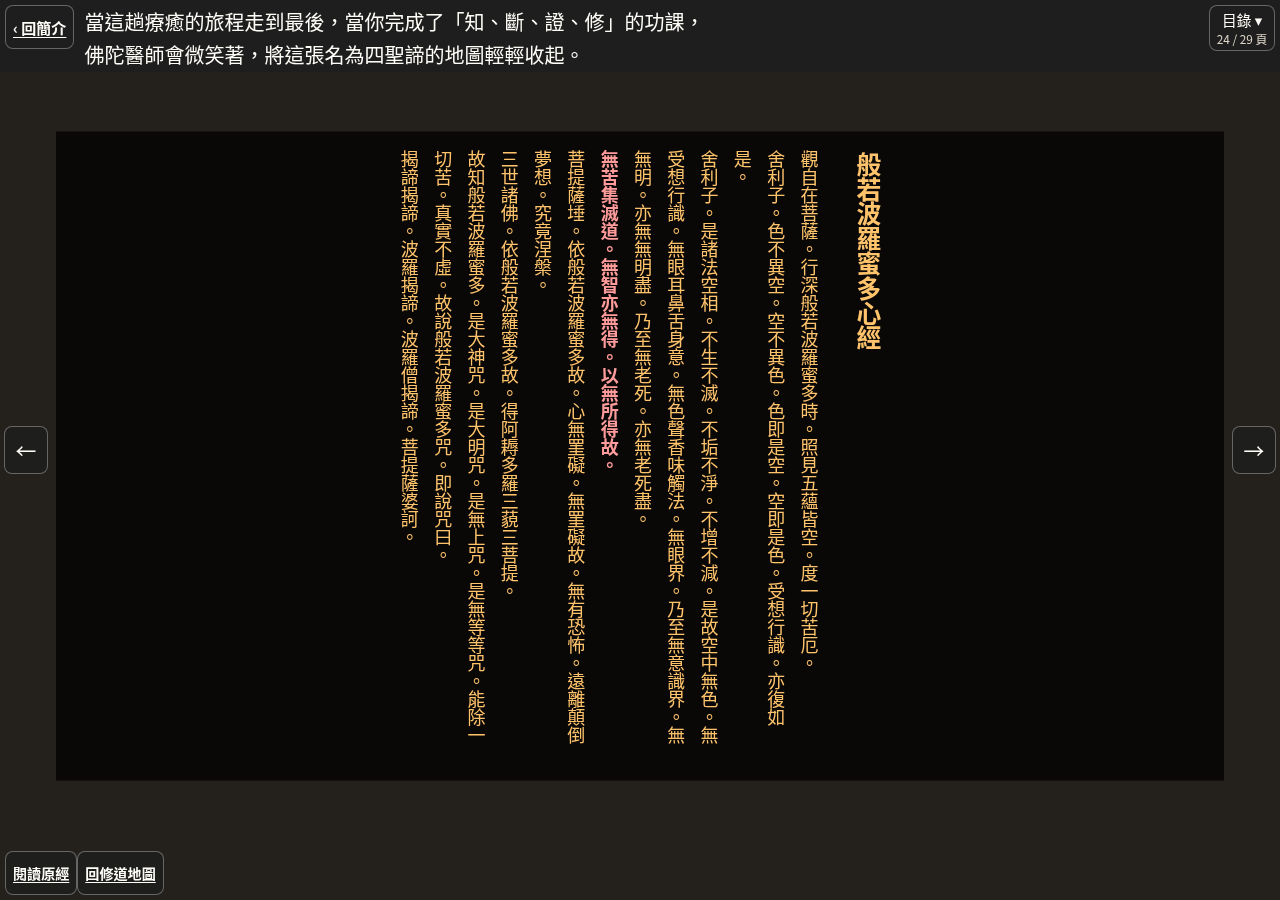 ‹ 回簡介
當這趟療癒的旅程走到最後，當你完成了「知、斷、證、修」的功課，
佛陀醫師會微笑著，將這張名為四聖諦的地圖輕輕收起。
目錄 ▾
24 / 29 頁
般若波羅蜜多心經
觀自在菩薩。行深般若波羅蜜多時。照見五蘊皆空。度一切苦厄。
舍利子。色不異空。空不異色。色即是空。空即是色。受想行識。亦復如
是。
舍利子。是諸法空相。不生不滅。不垢不淨。不增不減。是故空中無色。無
受想行識。無眼耳鼻舌身意。無色聲香味觸法。無眼界。乃至無意識界。無
無明。亦無無明盡。乃至無老死。亦無老死盡。
無苦集滅道。無智亦無得。以無所得故。
菩提薩埵。依般若波羅蜜多故。心無罣礙。無罣礙故。無有恐怖。遠離顛倒
夢想。究竟涅槃。
三世諸佛。依般若波羅蜜多故。得阿耨多羅三藐三菩提。
故知般若波羅蜜多。是大神咒。是大明咒。是無上咒。是無等等咒。能除一
切苦。真實不虛。故說般若波羅蜜多咒。即說咒曰。
揭諦揭諦。波羅揭諦。波羅僧揭諦。菩提薩婆訶。
←
→
閱讀原經
回修道地圖